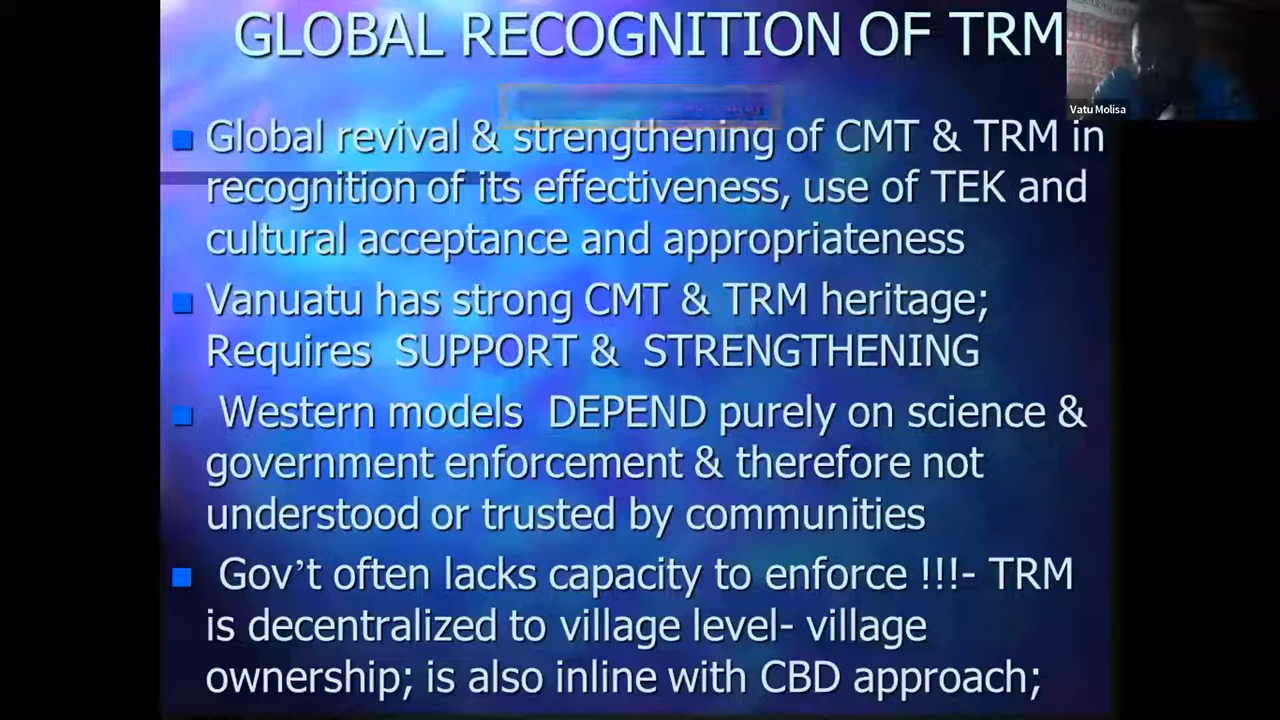 GLOBAL RECOGNITION OF TRM
Vatu Molisa
Global revival & strengthening of CMT & TRM in
recognition of its effectiveness, use of TEK and
cultural acceptance and appropriateness
Vanuatu has strong CMT & TRM heritage;
Requires SUPPORT & STRENGTHENING
Western models DEPEND purely on science &
government enforcement & therefore not
understood or trusted by communities
Gov’t often lacks capacity to enforce !!!- TRM
is decentralized to village level- village
ownership; is also inline with CBD approach;